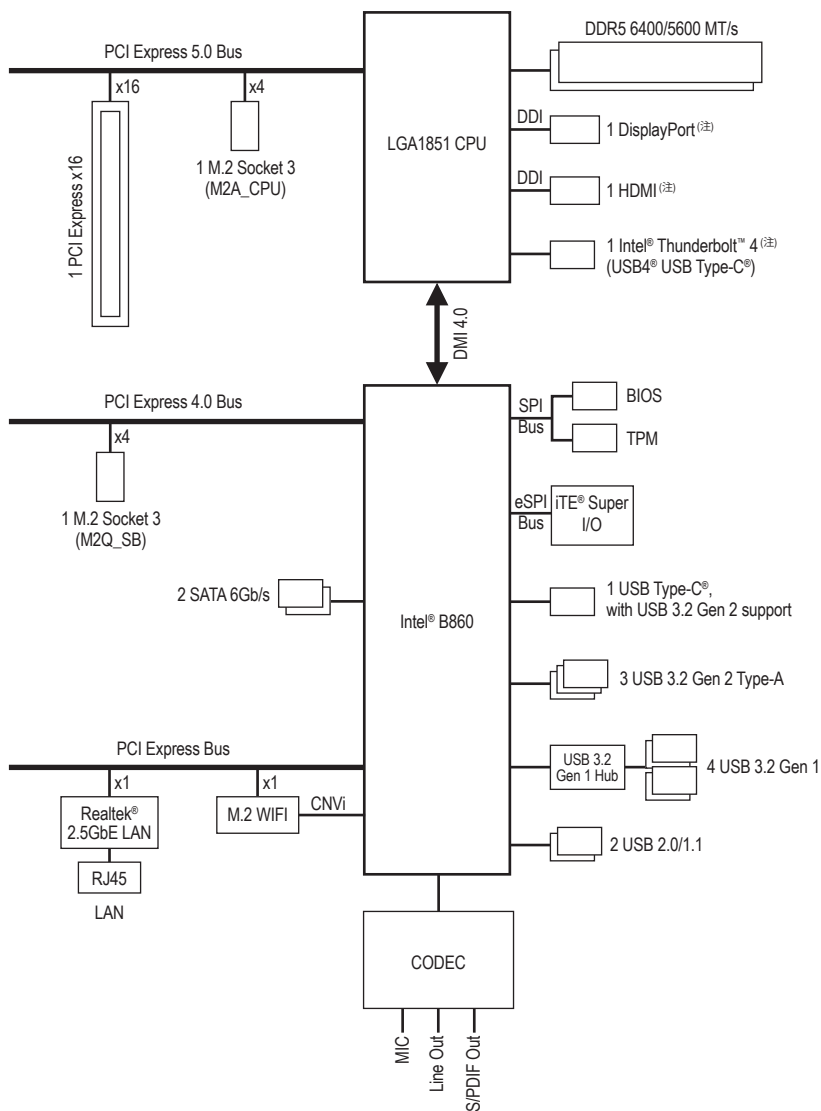 PCI Express 5.0 Bus
x16
x4
1 PCI Express x16
1 M.2 Socket 3
(M2A_CPU)
LGA1851 CPU
DDR5 6400/5600 MT/s
DDI
1 DisplayPort (注)
DDI
1 HDMI (注)
1 Intel® Thunderbolt™ 4 (注)
(USB4® USB Type-C®)
DMI 4.0
PCI Express 4.0 Bus
x4
1 M.2 Socket 3
(M2Q_SB)
2 SATA 6Gb/s
Intel® B860
SPI
Bus
BIOS
TPM
eSPI
Bus
iTE® Super
I/O
1 USB Type-C®,
with USB 3.2 Gen 2 support
3 USB 3.2 Gen 2 Type-A
USB 3.2
Gen 1 Hub
4 USB 3.2 Gen 1
2 USB 2.0/1.1
PCI Express Bus
x1
x1
Realtek®
2.5GbE LAN
M.2 WIFI
CNVi
RJ45
LAN
CODEC
MIC
Line Out
S/PDIF Out